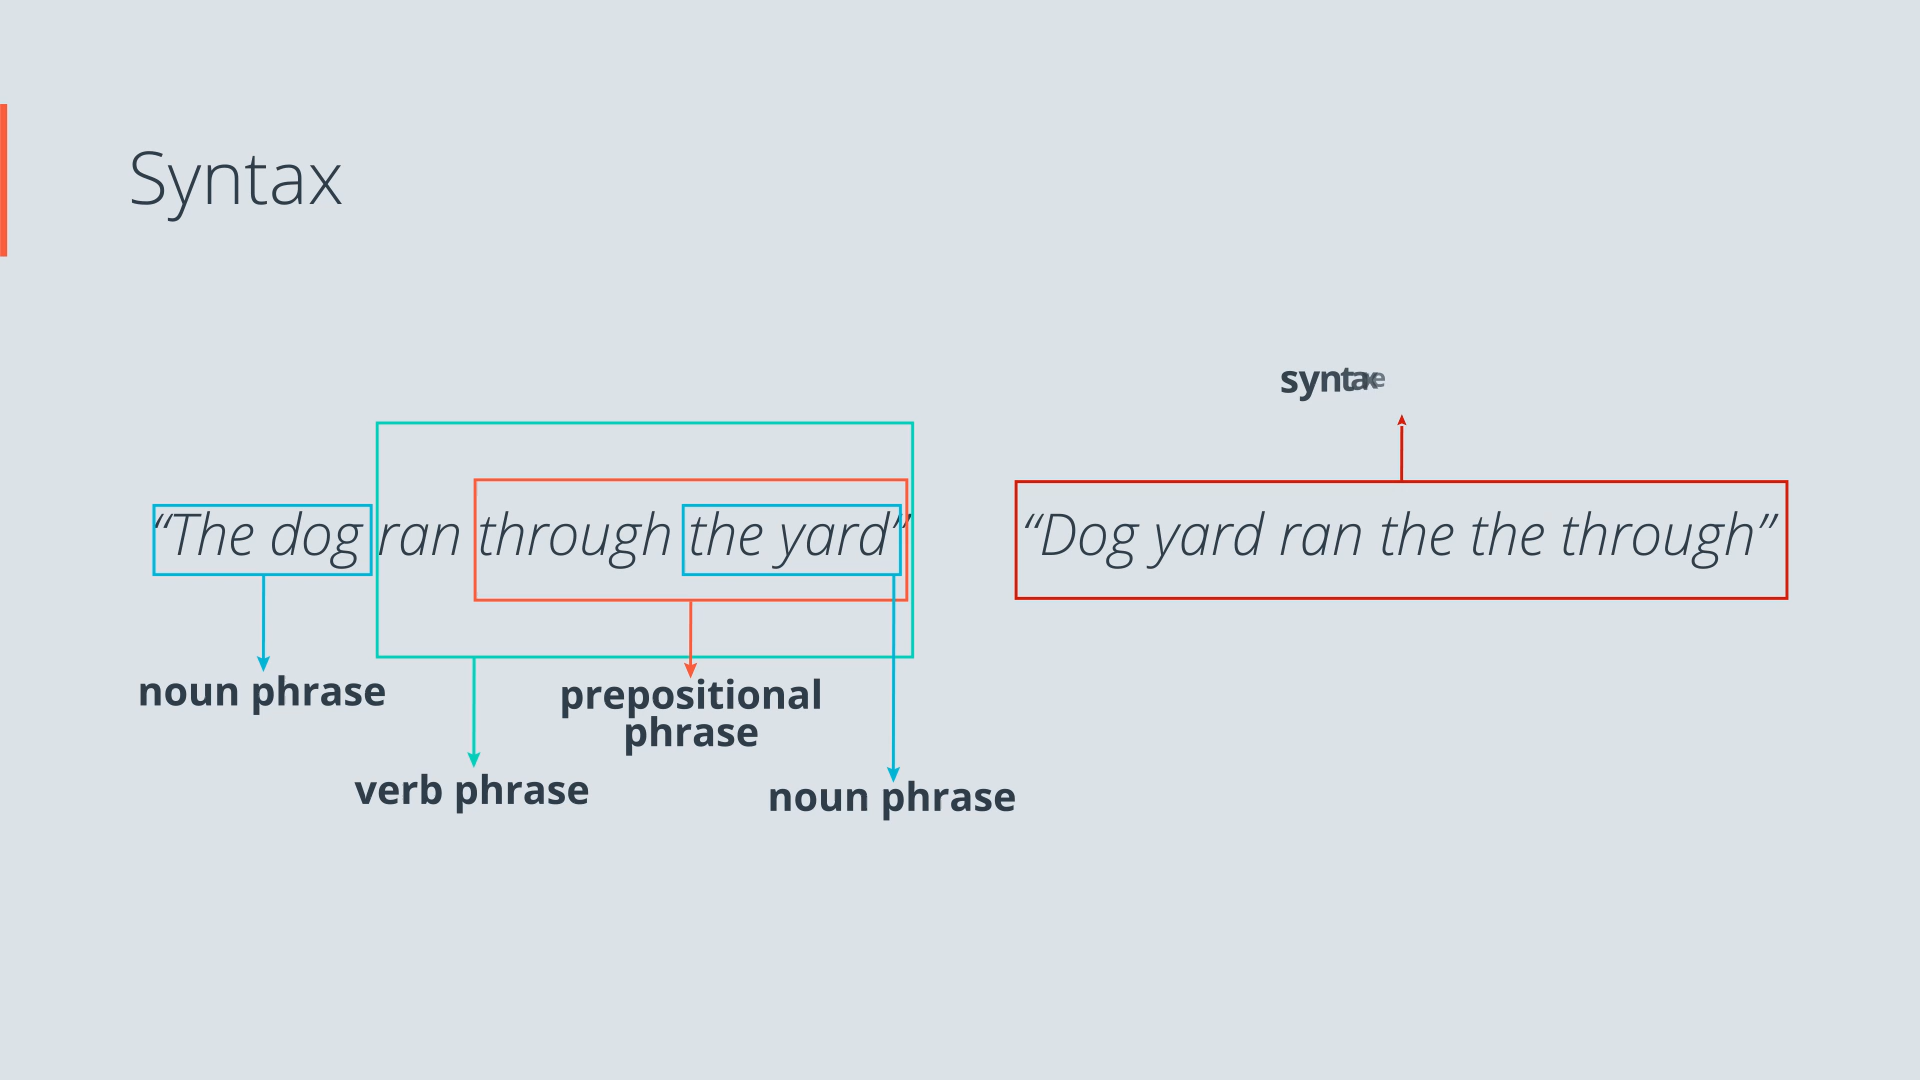 Syntax
“The dog ran through the yard”
noun phrase
verb phrase
prepositional
phrase
noun phrase
“Dog yard ran the the through”